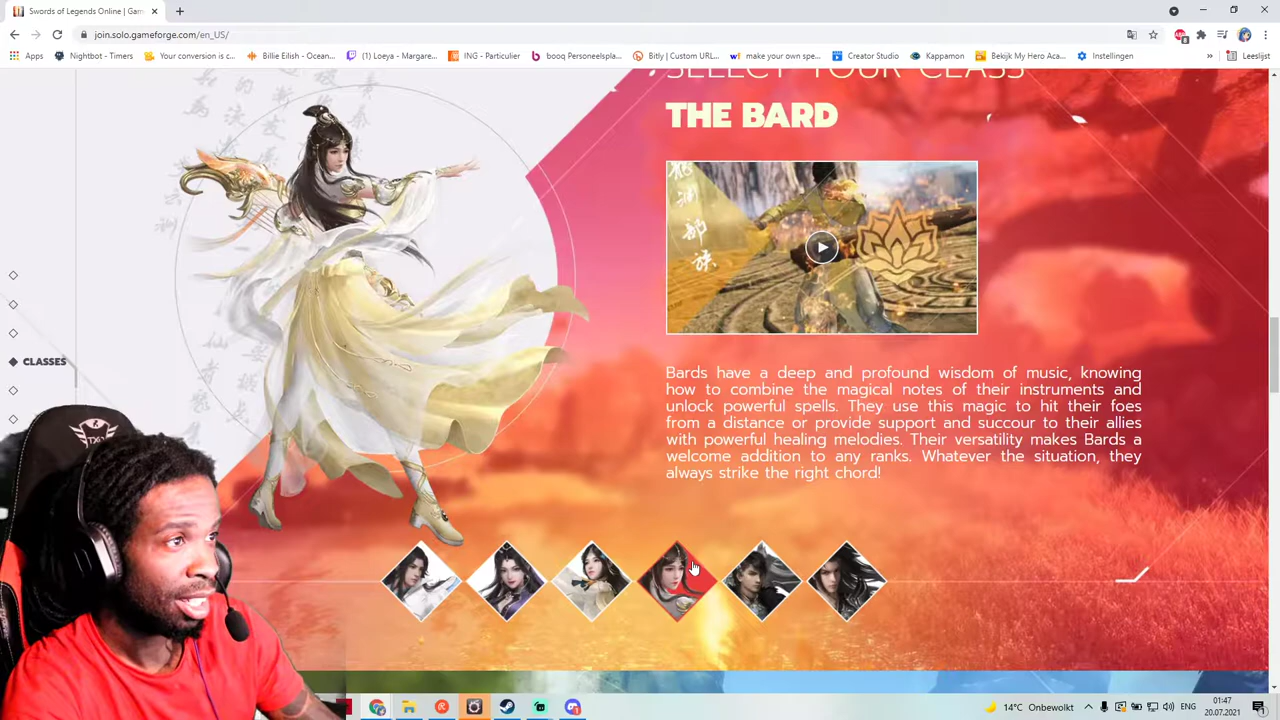 Swords of Legends Online | Gam
join.solo.gameforge.com/en_US/
Apps
Nightbot - Timers
Your conversion is c...
Billie Eilish - Ocean...
(1) Loeya - Margare...
ING - Particulier
booq Personeelspla...
Bitly | Custom URL...
make your own spe...
Creator Studio
Kappamon
Bekijk My Hero Aca...
Instellingen
»
Leeslijst
SELECT YOUR CLASS
THE BARD
Bards have a deep and profound wisdom of music, knowing
how to combine the magical notes of their instruments and
unlock powerful spells. They use this magic to hit their foes
from a distance or provide support and succour to their allies
with powerful healing melodies. Their versatility makes Bards a
welcome addition to any ranks. Whatever the situation, they
always strike the right chord!
CLASSES
14°C Onbewolkt
ENG
01:47
20.07.2021